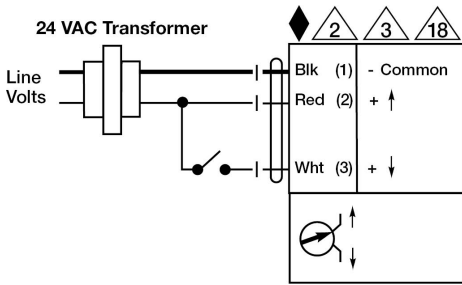 24 VAC Transformer
2 3 18
Line
Volts
Blk (1) - Common
Red (2) + ↑
Wht (3) + ↓